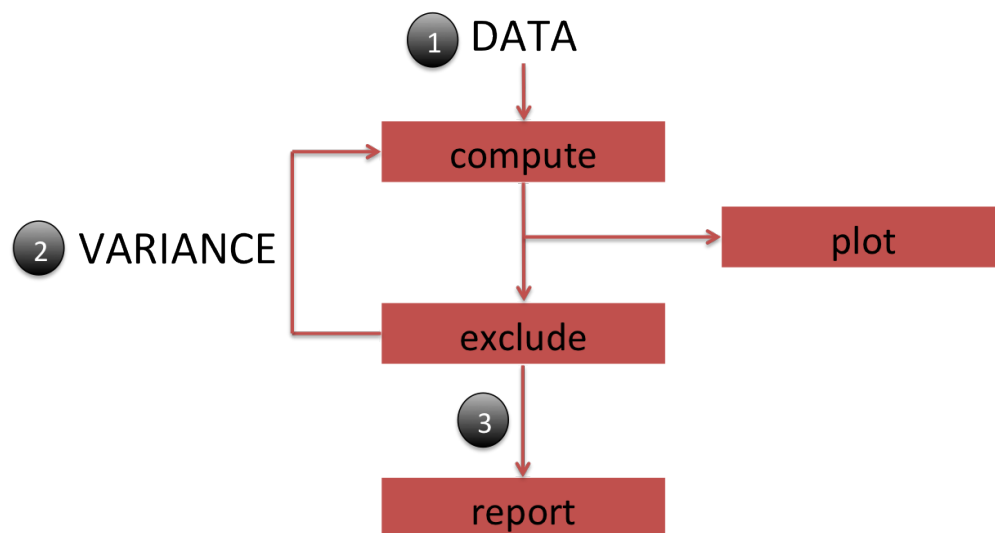 1 DATA
compute
2 VARIANCE
plot
exclude
3
report